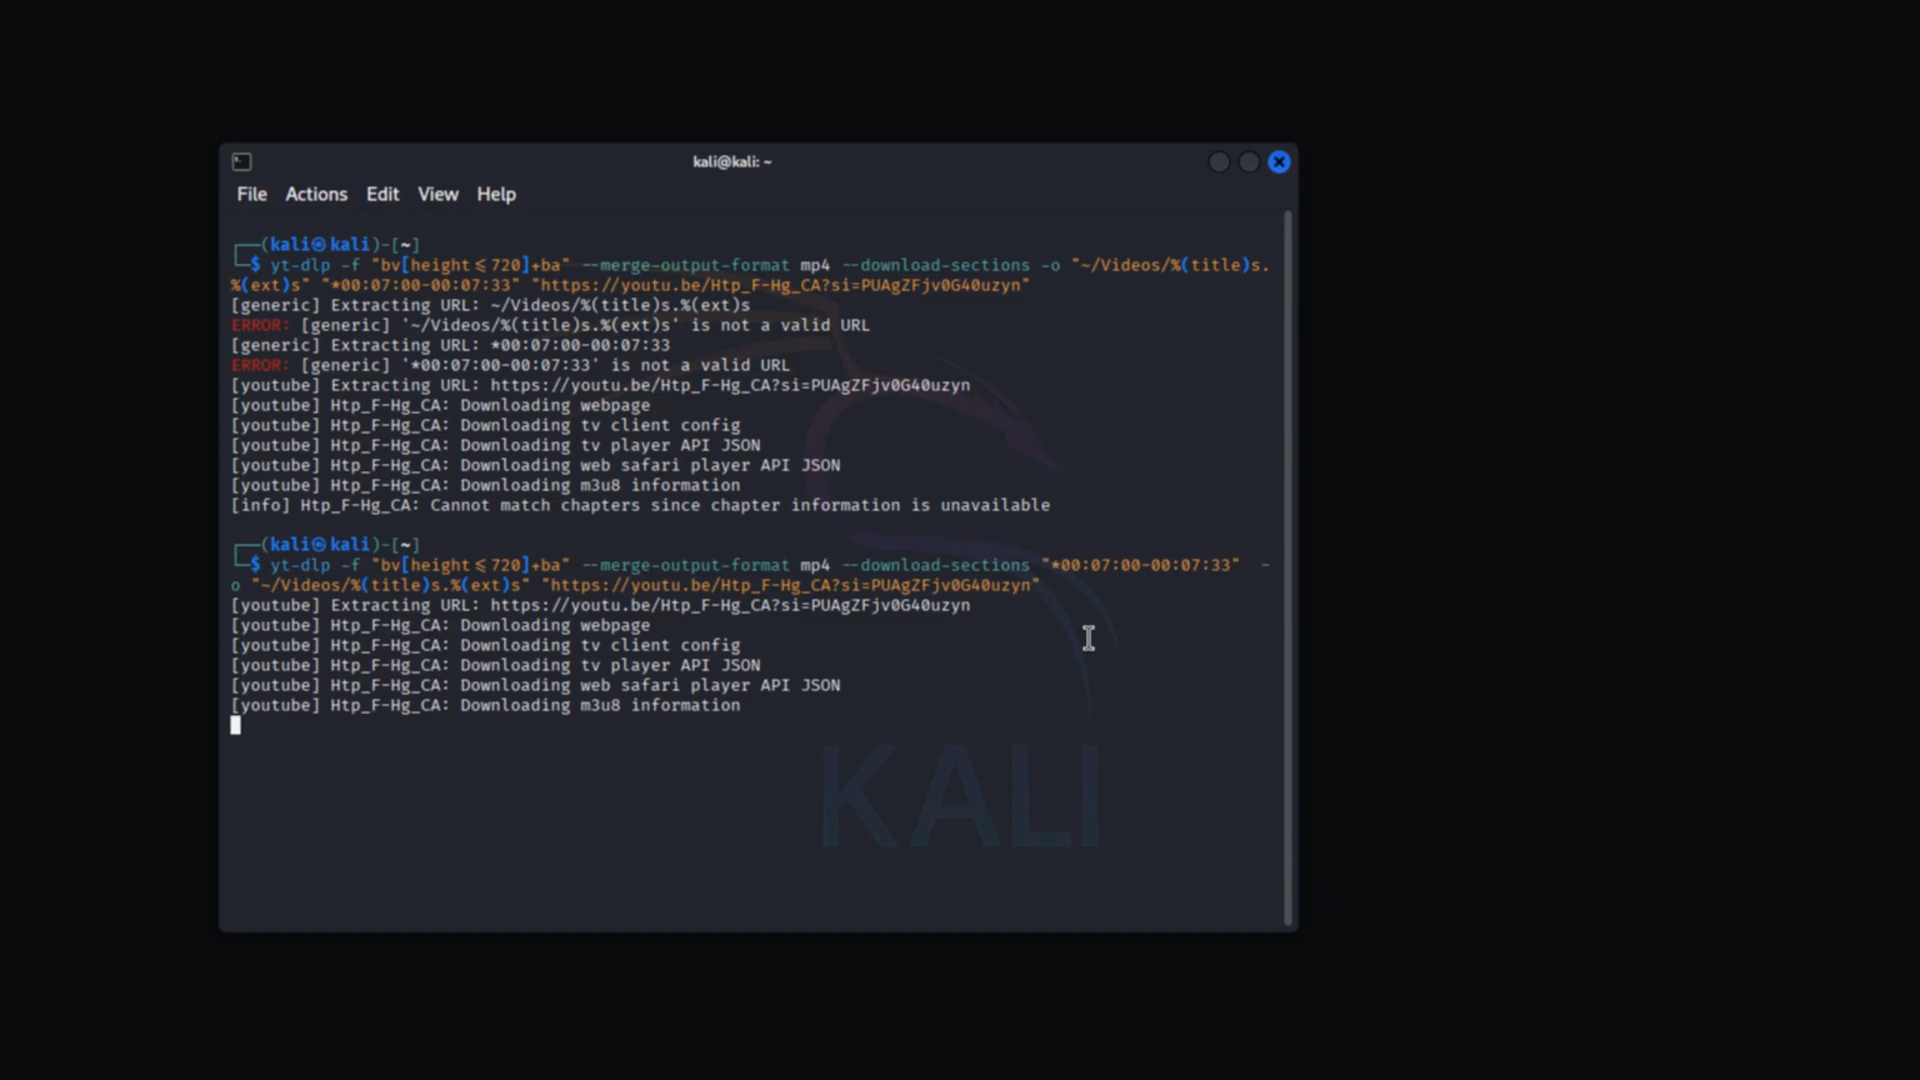 kali@kali: ~
File Actions Edit View Help
┌──(kali㉿kali)-[~]
└─$ yt-dlp -f "bv[height≤720]+ba" --merge-output-format mp4 --download-sections -o "~/Videos/%(title)s.
%(ext)s" "*00:07:00-00:07:33" "https://youtu.be/Htp_F-Hg_CA?si=PUAgZFjv0G40uzyn"
[generic] Extracting URL: ~/Videos/%(title)s.%(ext)s
ERROR: [generic] '~/Videos/%(title)s.%(ext)s' is not a valid URL
[generic] Extracting URL: *00:07:00-00:07:33
ERROR: [generic] '*00:07:00-00:07:33' is not a valid URL
[youtube] Extracting URL: https://youtu.be/Htp_F-Hg_CA?si=PUAgZFjv0G40uzyn
[youtube] Htp_F-Hg_CA: Downloading webpage
[youtube] Htp_F-Hg_CA: Downloading tv client config
[youtube] Htp_F-Hg_CA: Downloading tv player API JSON
[youtube] Htp_F-Hg_CA: Downloading web safari player API JSON
[youtube] Htp_F-Hg_CA: Downloading m3u8 information
[info] Htp_F-Hg_CA: Cannot match chapters since chapter information is unavailable
┌──(kali㉿kali)-[~]
└─$ yt-dlp -f "bv[height≤720]+ba" --merge-output-format mp4 --download-sections "*00:07:00-00:07:33"  -
o "~/Videos/%(title)s.%(ext)s" "https://youtu.be/Htp_F-Hg_CA?si=PUAgZFjv0G40uzyn"
[youtube] Extracting URL: https://youtu.be/Htp_F-Hg_CA?si=PUAgZFjv0G40uzyn
[youtube] Htp_F-Hg_CA: Downloading webpage
[youtube] Htp_F-Hg_CA: Downloading tv client config
[youtube] Htp_F-Hg_CA: Downloading tv player API JSON
[youtube] Htp_F-Hg_CA: Downloading web safari player API JSON
[youtube] Htp_F-Hg_CA: Downloading m3u8 information
KALI